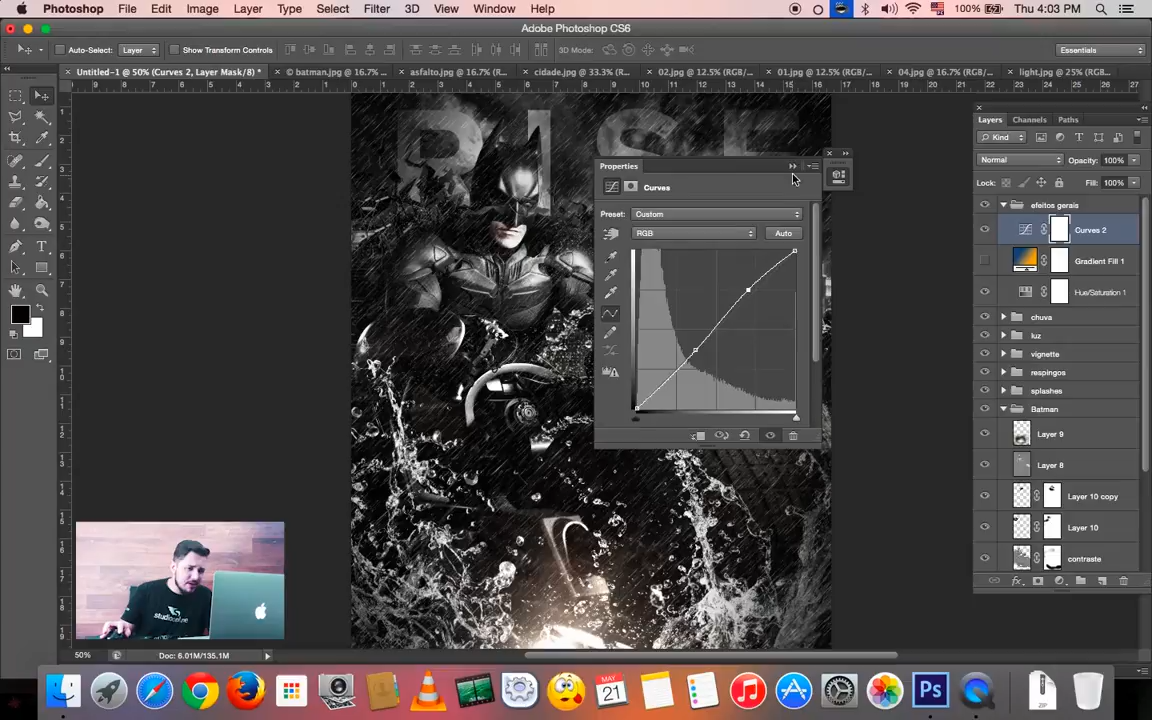 Photoshop File Edit Image Layer Type Select Filter 3D View Window Help 100% Thu 4:03 PM
Adobe Photoshop CS6
Auto-Select: Layer Show Transform Controls 3D Mode: Essentials
Untitled-1 @ 50% (Curves 2, Layer Mask/8) * © batman.jpg @ 16.7%... asfalto.jpg @ 16.7% (R... cidade.jpg @ 33.3% (R... 02.jpg @ 12.5% (RGB/... 01.jpg @ 12.5% (RGB/... 04.jpg @ 16.7% (RGB/... light.jpg @ 25% (RGB/...
RISE
Properties
Curves
Preset: Custom
RGB Auto
Layers Channels Paths
Kind
Normal Opacity: 100%
Lock: Fill: 100%
efeitos gerais
Curves 2
Gradient Fill 1
Hue/Saturation 1
chuva
luz
vignette
respingos
splashes
Batman
Layer 9
Layer 8
Layer 10 copy
Layer 10
contraste
fx
50% Doc: 6.01M/135.1M
MAY
21
Ps
ZIP